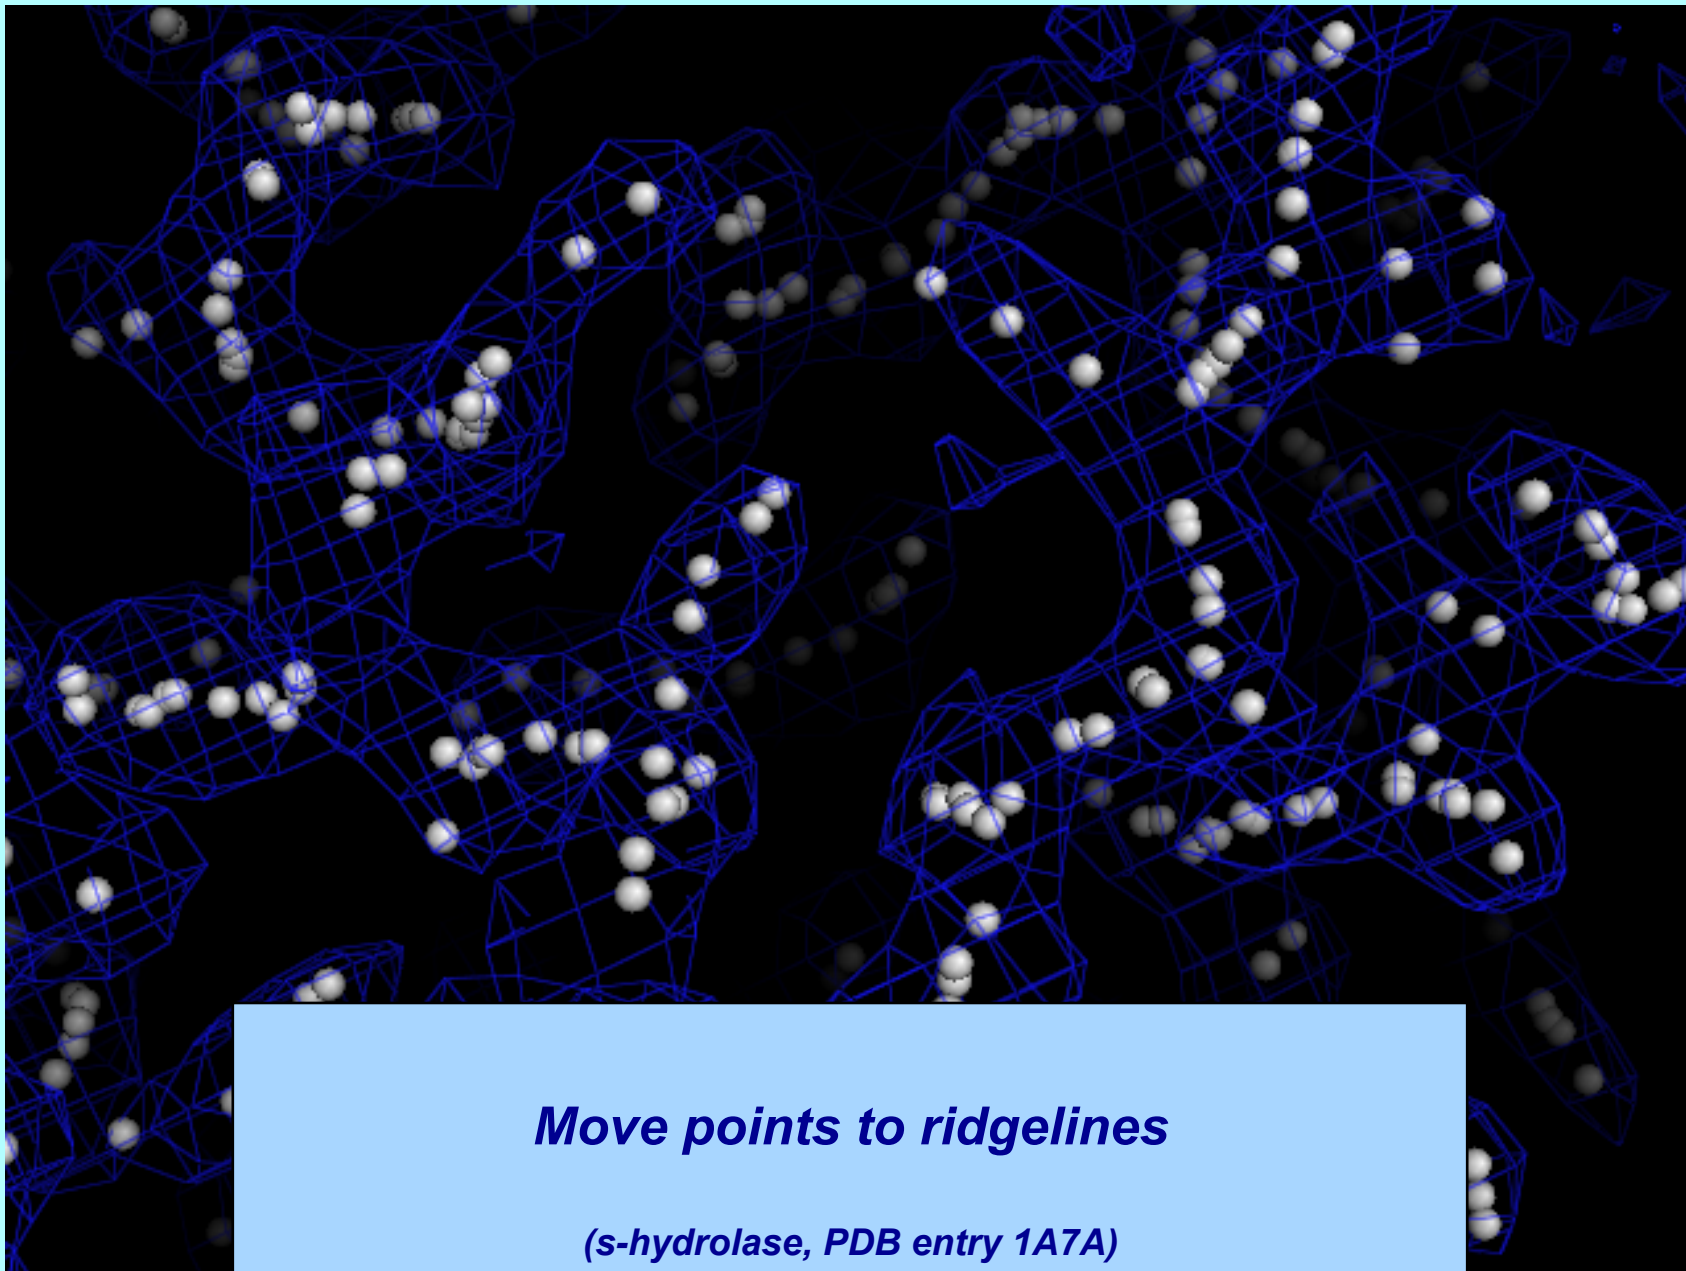 Move points to ridgelines
(s-hydrolase, PDB entry 1A7A)